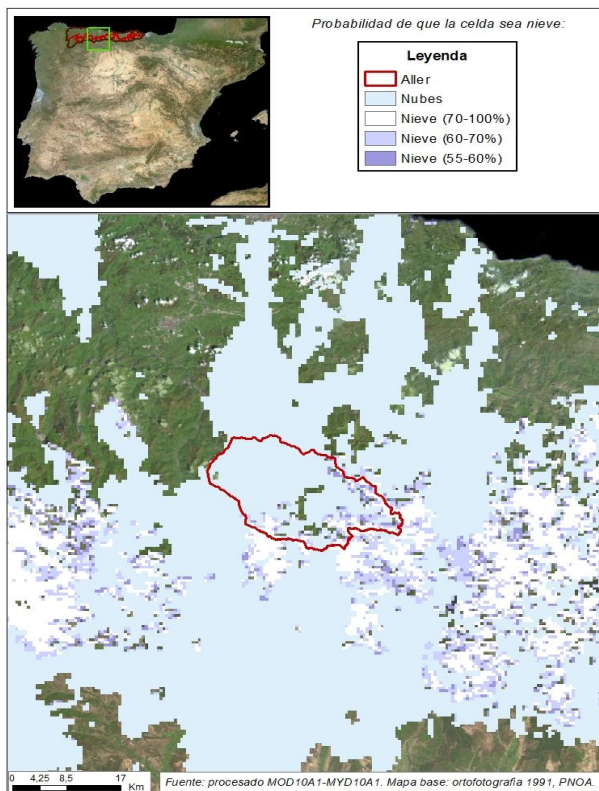 Probabilidad de que la celda sea nieve:
Leyenda
Aller
Nubes
Nieve (70-100%)
Nieve (60-70%)
Nieve (55-60%)
0 4,25 8,5 17
Km
Fuente: procesado MOD10A1-MYD10A1. Mapa base: ortofotografia 1991, PNOA.